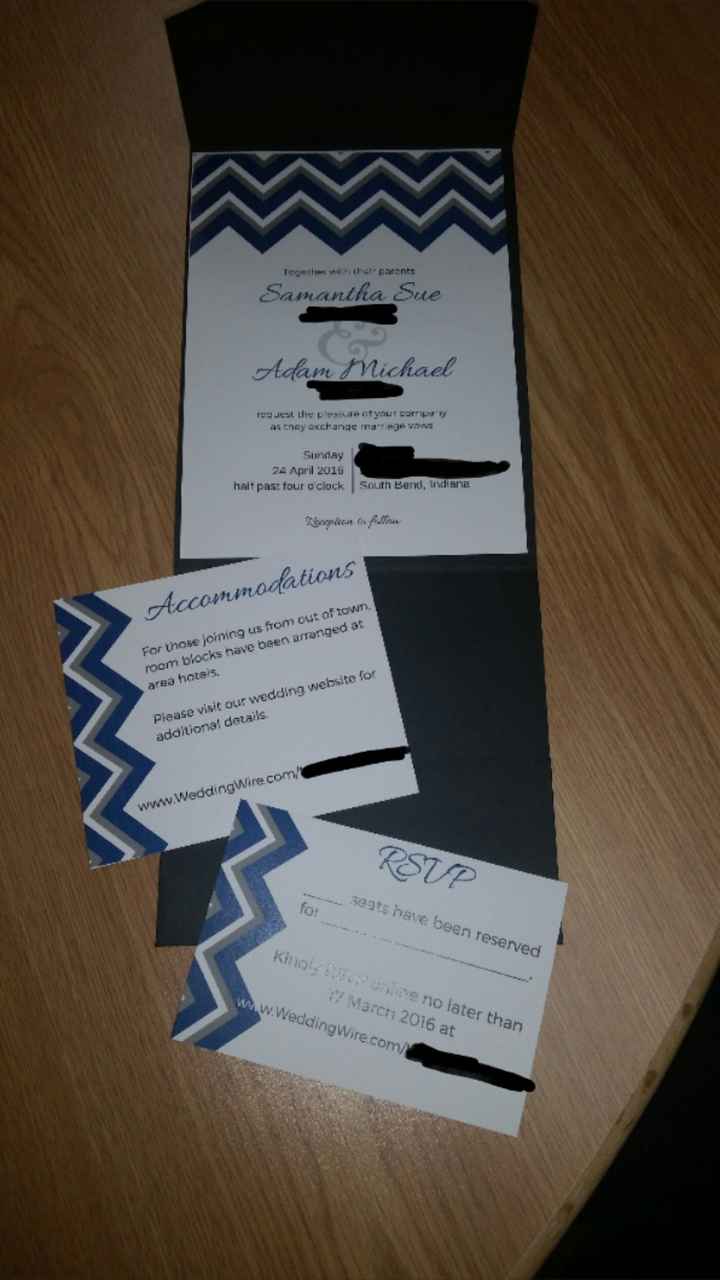 Together with their parents
Samantha Sue
&
Adam Michael
request the pleasure of your company
as they exchange marriage vows
Sunday
24 April 2016
half past four o'clock
South Bend, Indiana
Reception to follow
Accommodations
For those joining us from out of town,
room blocks have been arranged at
area hotels.
Please visit our wedding website for
additional details.
www.WeddingWire.com/
RSVP
seats have been reserved
for
Kindly RSVP online no later than
17 March 2016 at
www.WeddingWire.com/